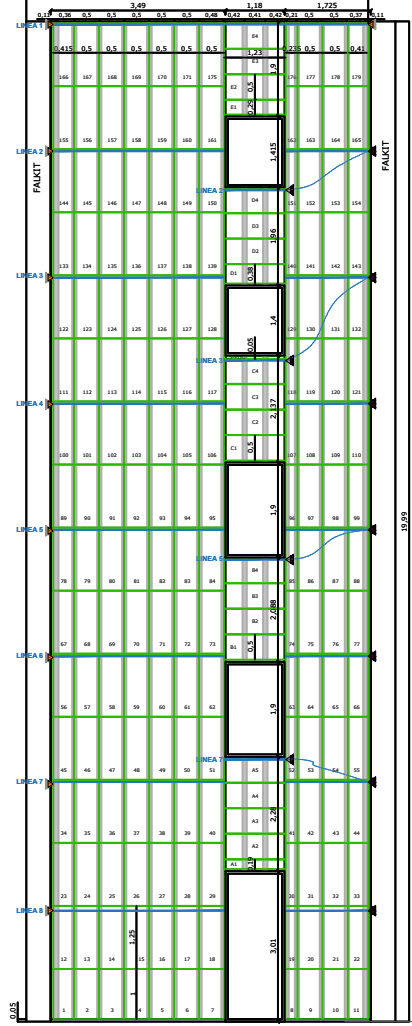 3,49 1,18 1,725
0,11 0,36 0,5 0,5 0,5 0,5 0,5 0,48 0,42 0,41 0,42 0,21 0,5 0,5 0,37 0,11
LINEA 1
E4
0,415 0,5 0,5 0,5 0,5 0,5 0,5 1,23 0,235 0,5 0,5 0,41
E3 1,9
166 167 168 169 170 171 175 176 177 178 179
E2 0,5
E1 0,29
155 156 157 158 159 160 161 162 163 164 165
1,415
LINEA 2
FALKIT FALKIT
LINEA 2
144 145 146 147 148 149 150 D4 151 152 153 154
D3 1,96
D2
133 134 135 136 137 138 139 D1 0,38 140 141 142 143
LINEA 3
1,4
122 123 124 125 126 127 128 129 130 131 132
0,05
LINEA 3
C4
111 112 113 114 115 116 117 C3 118 119 120 121
LINEA 4
2,137
C2
C1 0,5
100 101 102 103 104 105 106 107 108 109 110
1,9
89 90 91 92 93 94 95 96 97 98 99
19,99
LINEA 5
B4
78 79 80 81 82 83 84 85 86 87 88
B3
2,088
B2
67 68 69 70 71 72 73 B1 0,5 74 75 76 77
LINEA 6
56 57 58 59 60 61 62 1,9 63 64 65 66
LINEA 7
45 46 47 48 49 50 51 A5 52 53 54 55
LINEA 7
A4
A3 2,28
34 35 36 37 38 39 40 A2 41 42 43 44
A1 0,19
23 24 25 26 27 28 29 30 31 32 33
LINEA 8
1,25
3,01
12 13 14 15 16 17 18 19 20 21 22
1
0,05
1 2 3 4 5 6 7 8 9 10 11